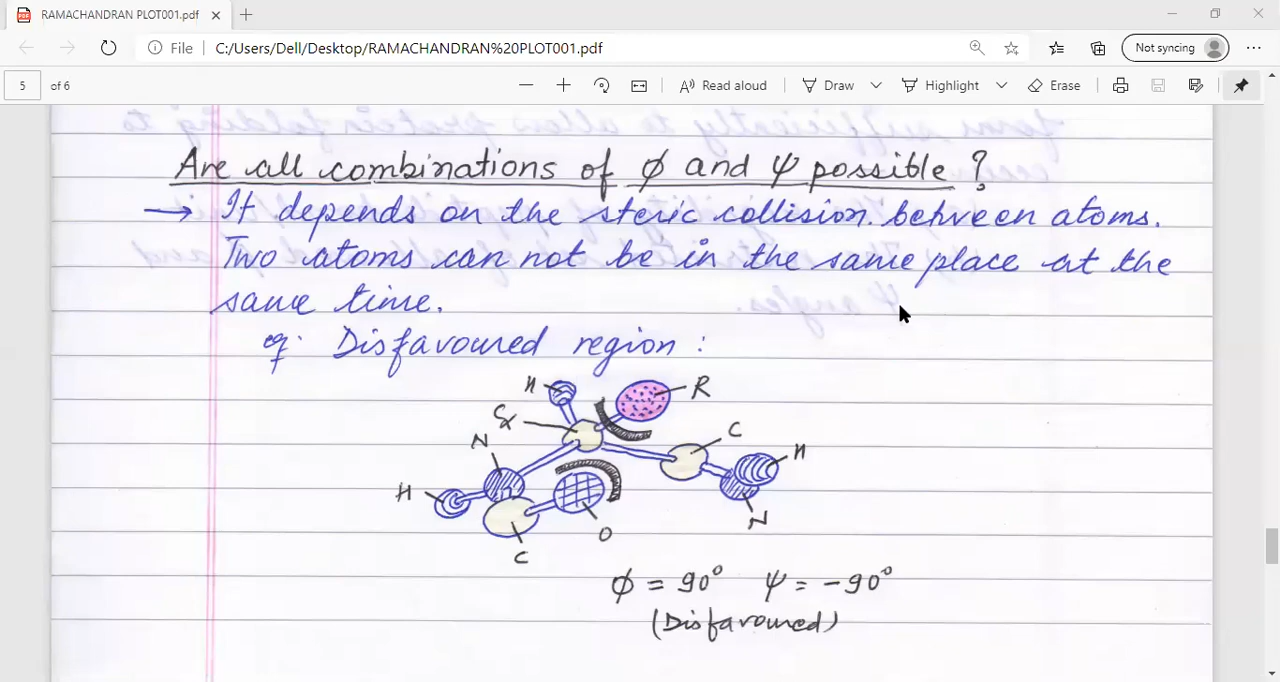 RAMACHANDRAN PLOT001.pdf
File C:/Users/Dell/Desktop/RAMACHANDRAN%20PLOT001.pdf Not syncing
5 of 6 Read aloud Draw Highlight Erase
Are all combinations of φ and ψ possible ?
→ It depends on the steric collision between atoms.
Two atoms can not be in the same place at the
same time.
eg. Disfavoured region :
H R
Cα C
N H
H
N
O
C
φ = 90° ψ = -90°
(Disfavoured)